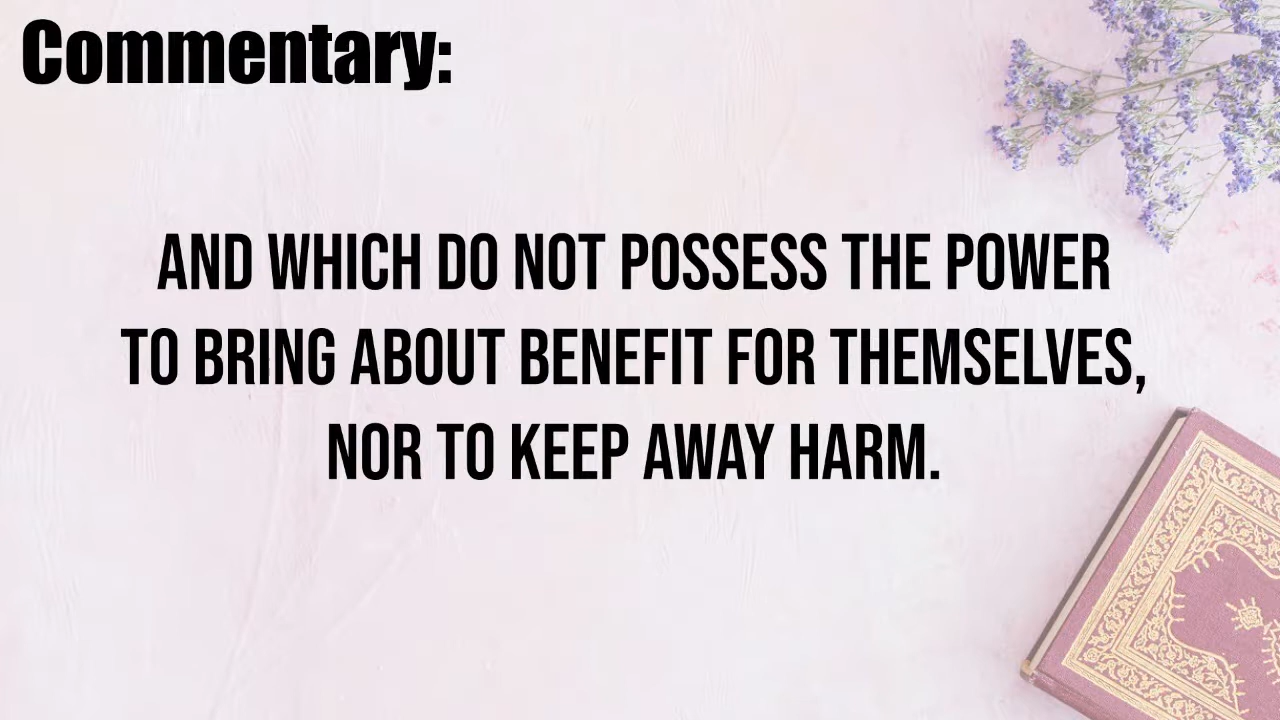 Commentary:
AND WHICH DO NOT POSSESS THE POWER
TO BRING ABOUT BENEFIT FOR THEMSELVES,
NOR TO KEEP AWAY HARM.